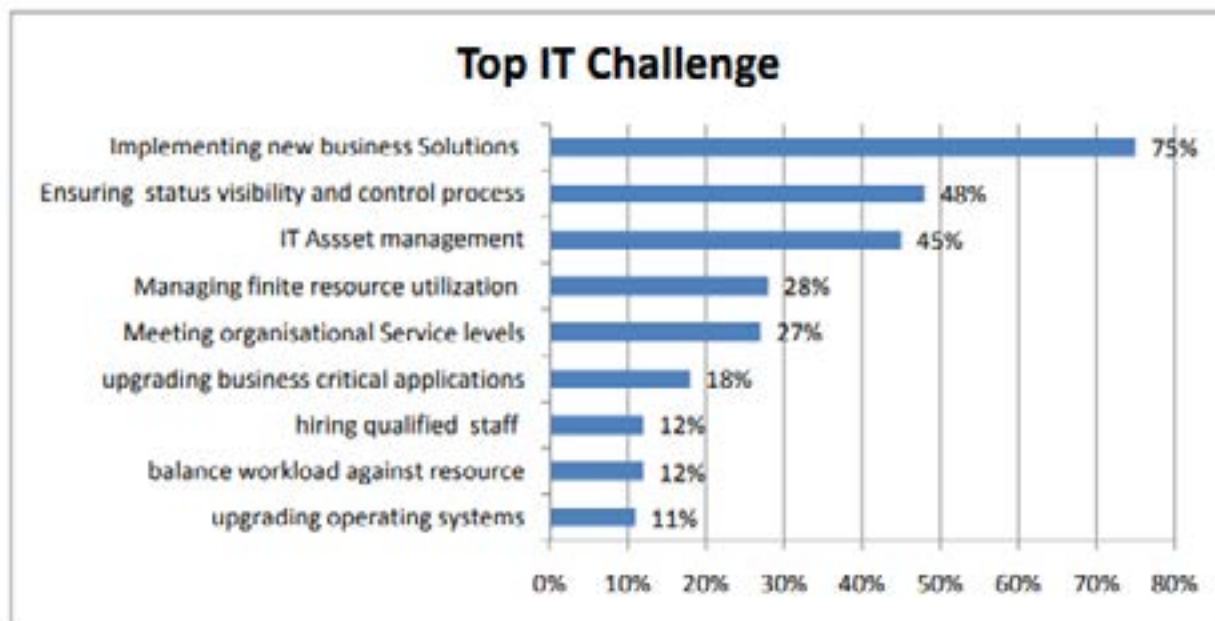 Top IT Challenge
Implementing new business Solutions 75%
Ensuring status visibility and control process 48%
IT Assset management 45%
Managing finite resource utilization 28%
Meeting organisational Service levels 27%
upgrading business critical applications 18%
hiring qualified staff 12%
balance workload against resource 12%
upgrading operating systems 11%
0% 10% 20% 30% 40% 50% 60% 70% 80%